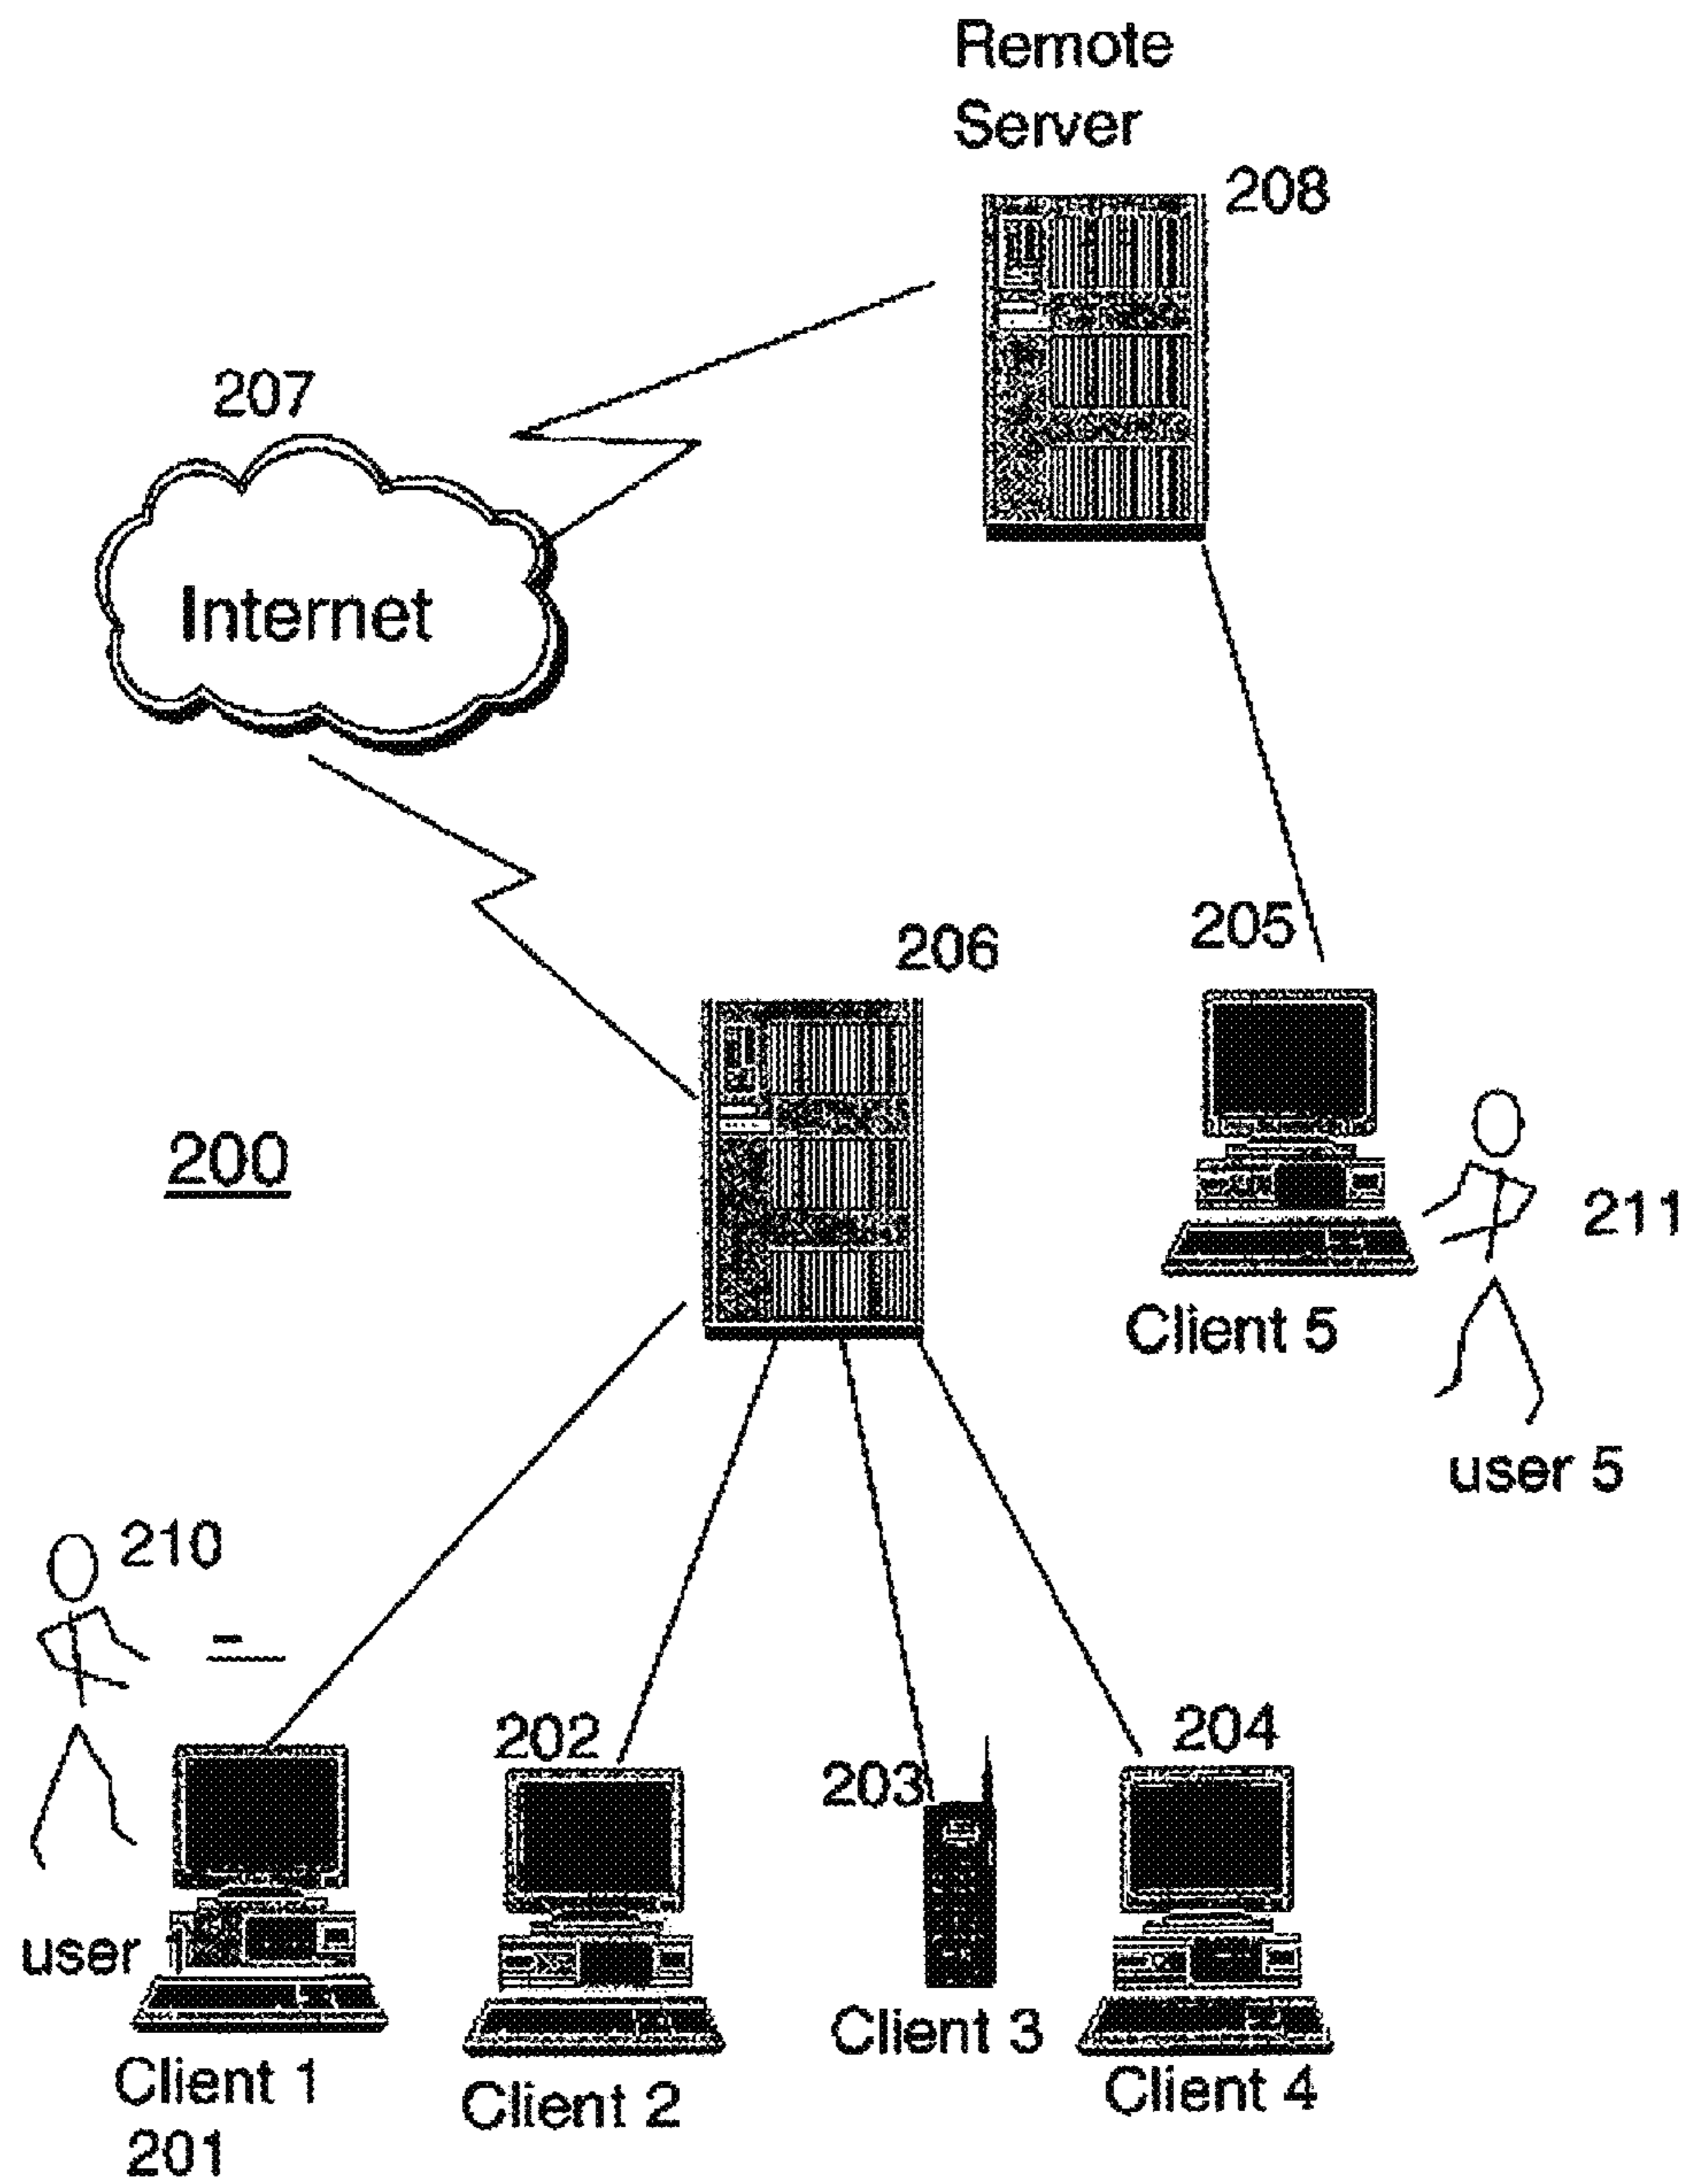 Remote
Server
208
207
Internet
205
206
200
211
Client 5
user 5
210
202
204
203
user 1
Client 3
Client 1
Client 2
Client 4
201